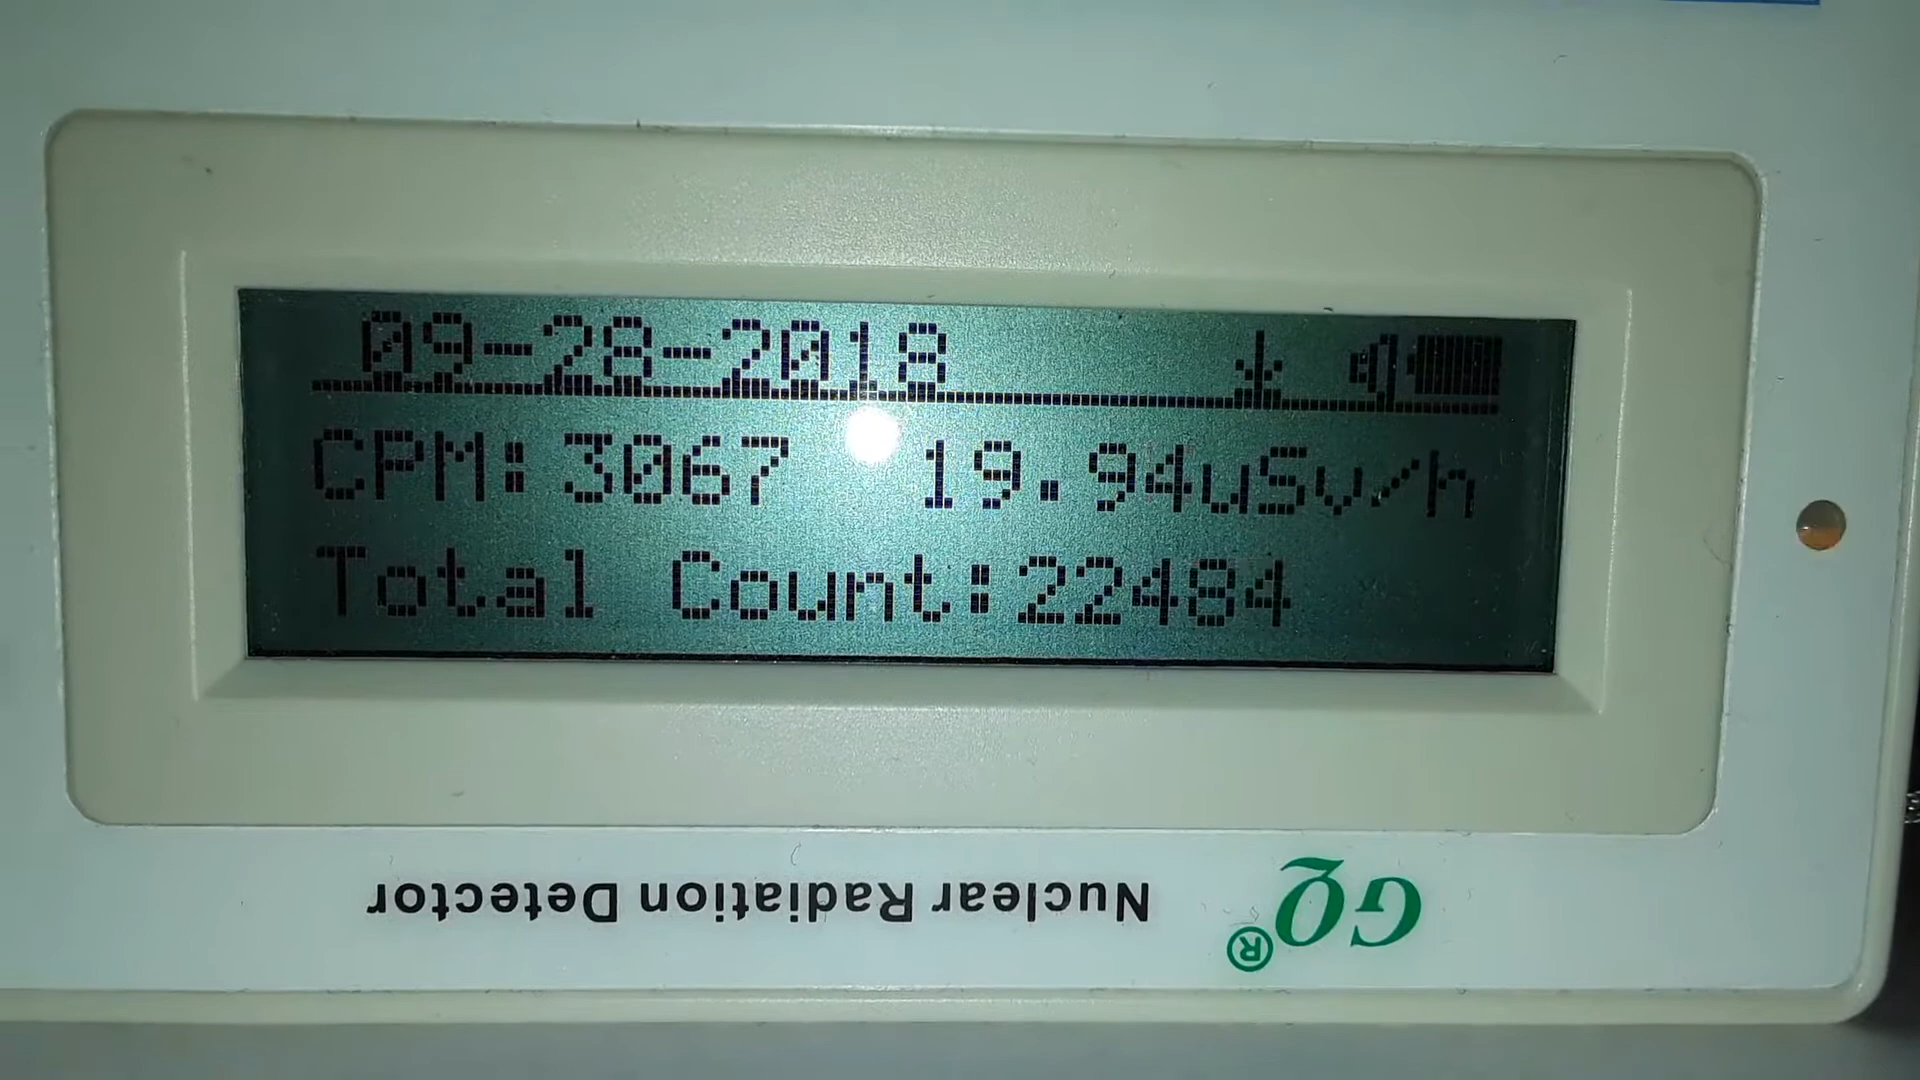 09-28-2018
CPM:3067 19.94uSv/h
Total Count:22484
Nuclear Radiation Detector
GQ®